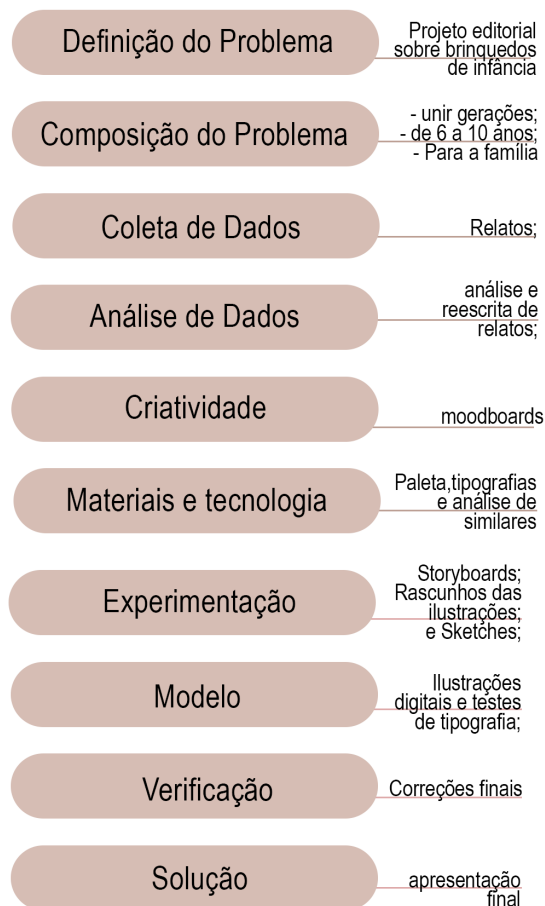 Definição do Problema
Projeto editorial
sobre brinquedos
de infância
Composição do Problema
- unir gerações;
- de 6 a 10 anos;
- Para a família
Coleta de Dados
Relatos;
Análise de Dados
análise e
reescrita de
relatos;
Criatividade
moodboards
Materiais e tecnologia
Paleta,tipografias
e análise de
similares
Experimentação
Storyboards;
Rascunhos das
ilustrações;
e Sketches;
Modelo
Ilustrações
digitais e testes
de tipografia;
Verificação
Correções finais
Solução
apresentação
final